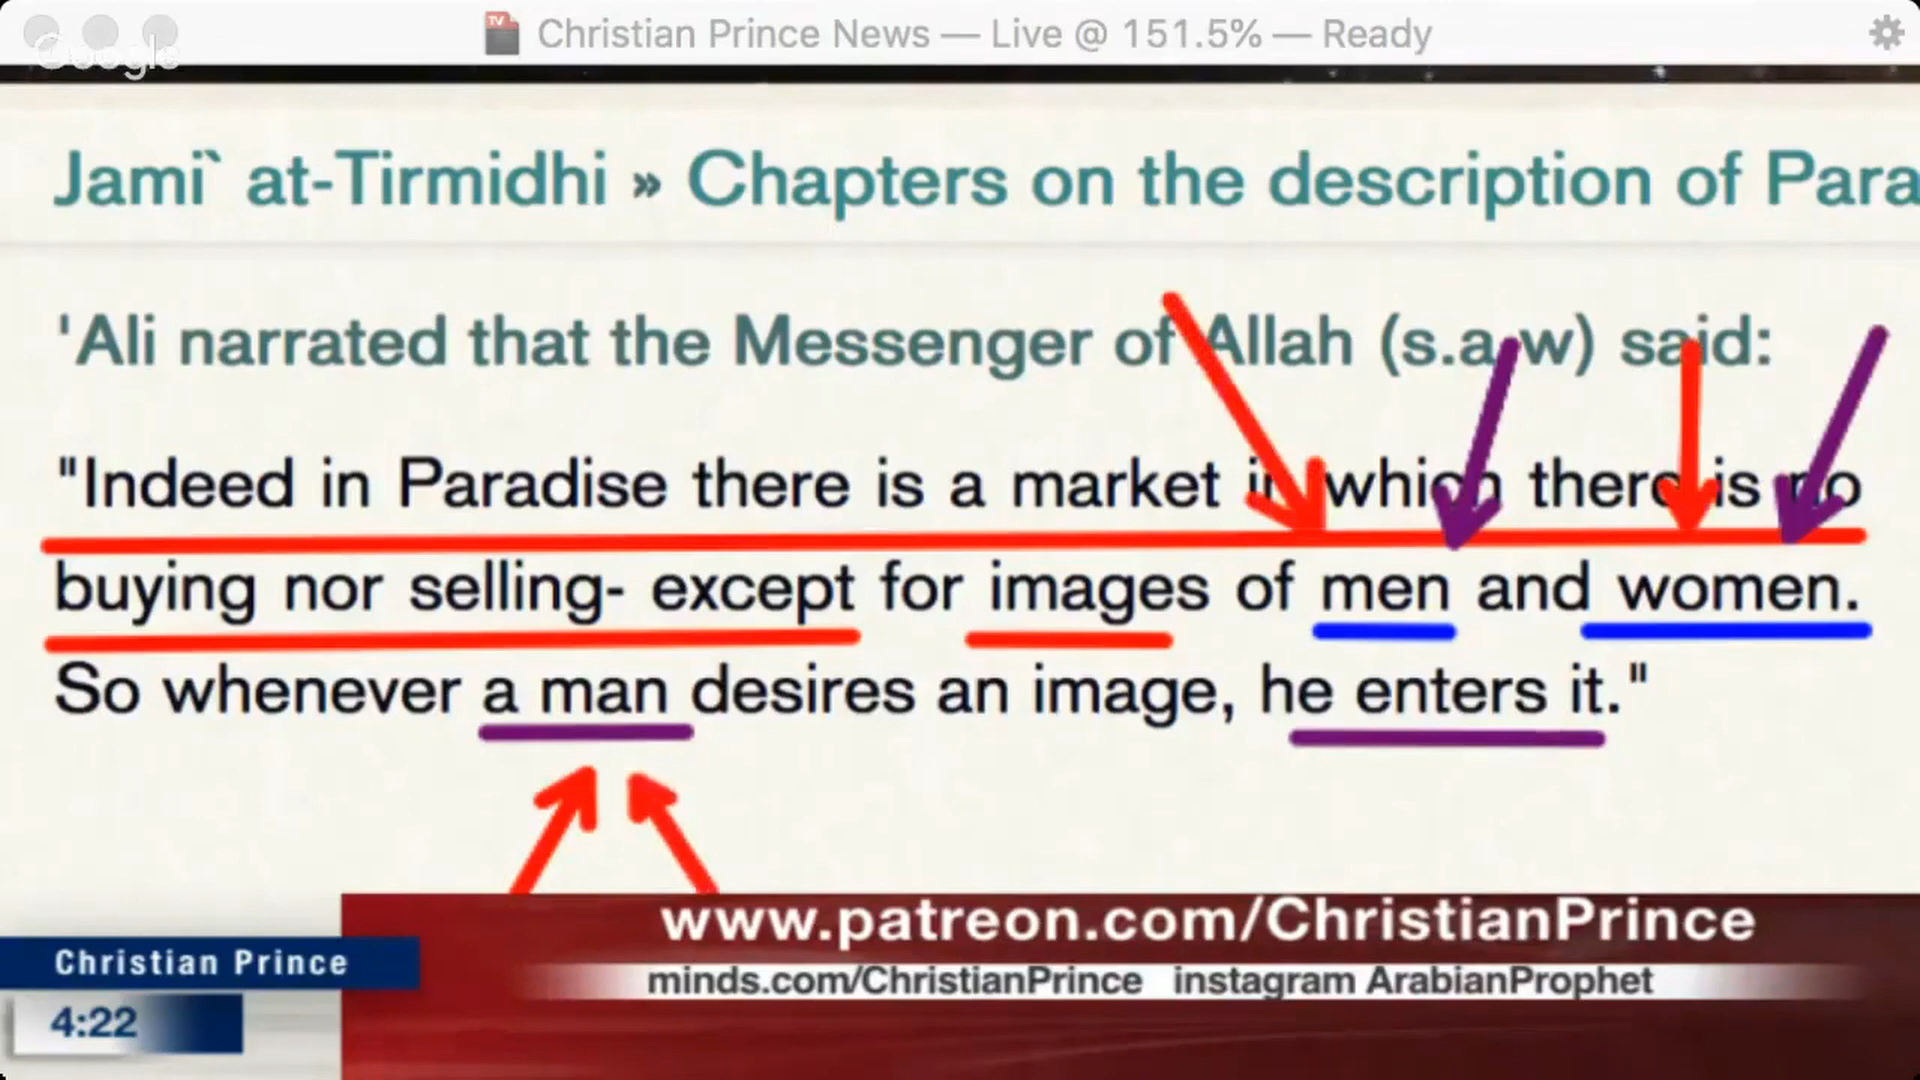 Christian Prince News — Live @ 151.5% — Ready
Google
Jami` at-Tirmidhi » Chapters on the description of Para
'Ali narrated that the Messenger of Allah (s.a.w) said:
"Indeed in Paradise there is a market in which there is no
buying nor selling- except for images of men and women.
So whenever a man desires an image, he enters it."
www.patreon.com/ChristianPrince
Christian Prince
minds.com/ChristianPrince instagram ArabianProphet
4:22